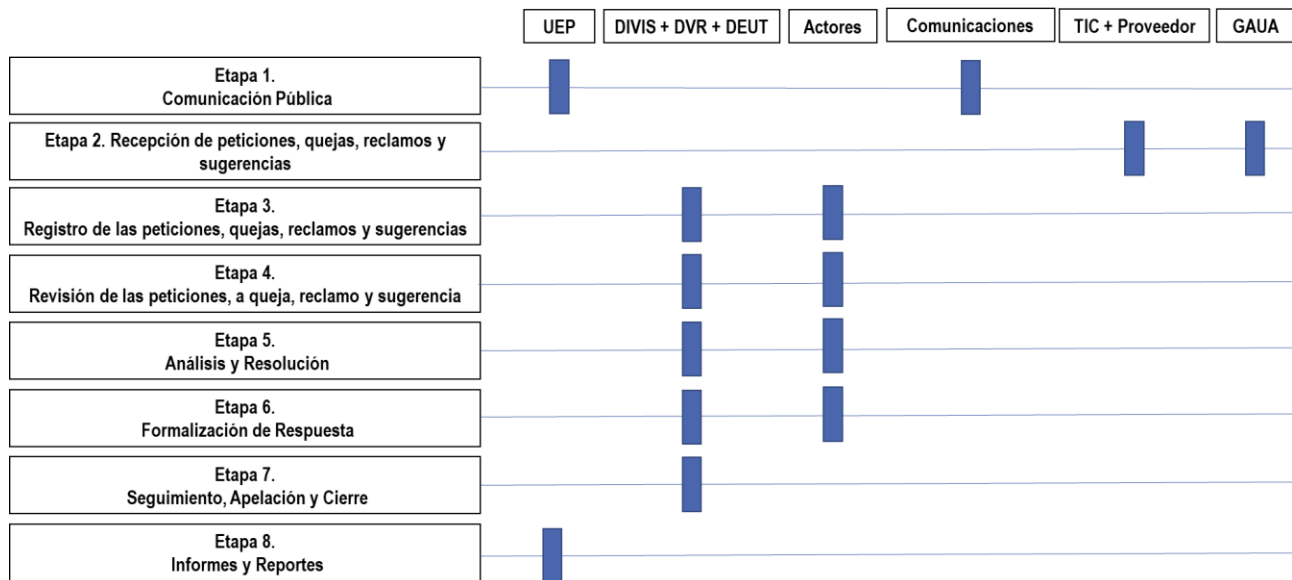 UEP
DIVIS + DVR + DEUT
Actores
Comunicaciones
TIC + Proveedor
GAUA
Etapa 1.
Comunicación Pública
Etapa 2. Recepción de peticiones, quejas, reclamos y
sugerencias
Etapa 3.
Registro de las peticiones, quejas, reclamos y sugerencias
Etapa 4.
Revisión de las peticiones, a queja, reclamo y sugerencia
Etapa 5.
Análisis y Resolución
Etapa 6.
Formalización de Respuesta
Etapa 7.
Seguimiento, Apelación y Cierre
Etapa 8.
Informes y Reportes